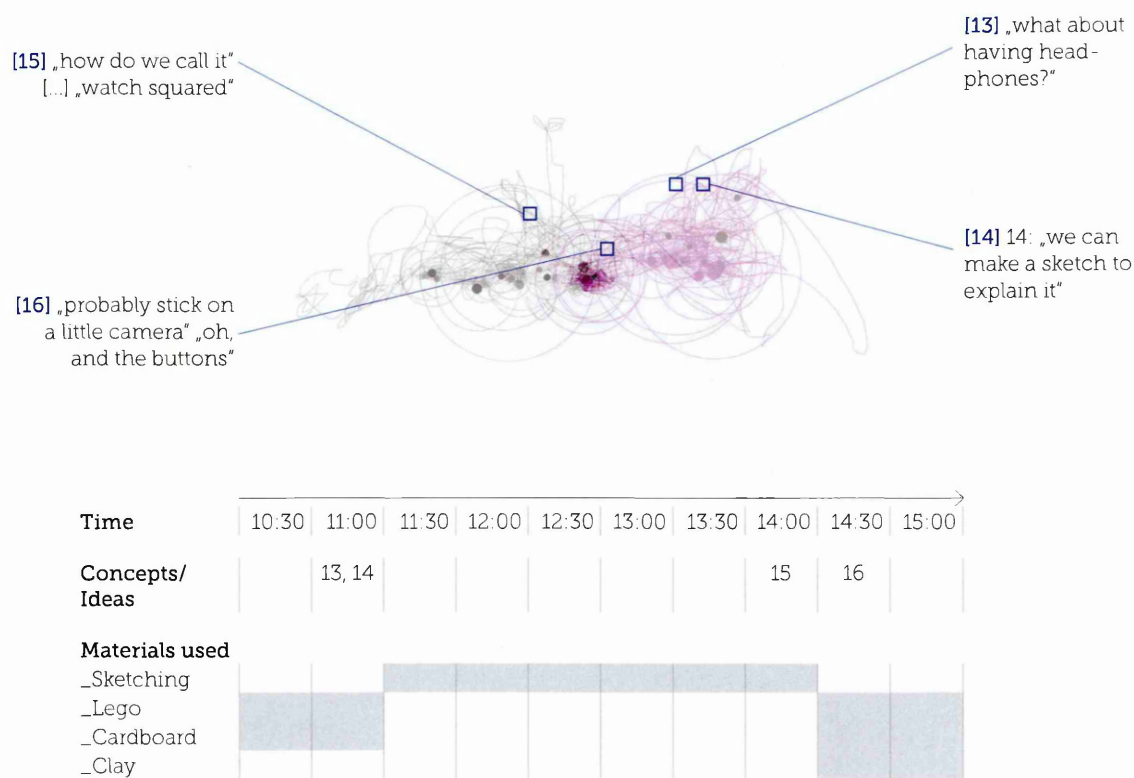 [15] „how do we call it"
[...] „watch squared"
[13] „what about
having head-
phones?"
[16] „probably stick on
a little camera" „oh,
and the buttons"
[14] 14: „we can
make a sketch to
explain it"
Time 10:30 11:00 11:30 12:00 12:30 13:00 13:30 14:00 14:30 15:00
Concepts/ 13, 14 15 16
Ideas
Materials used
_Sketching
_Lego
_Cardboard
_Clay